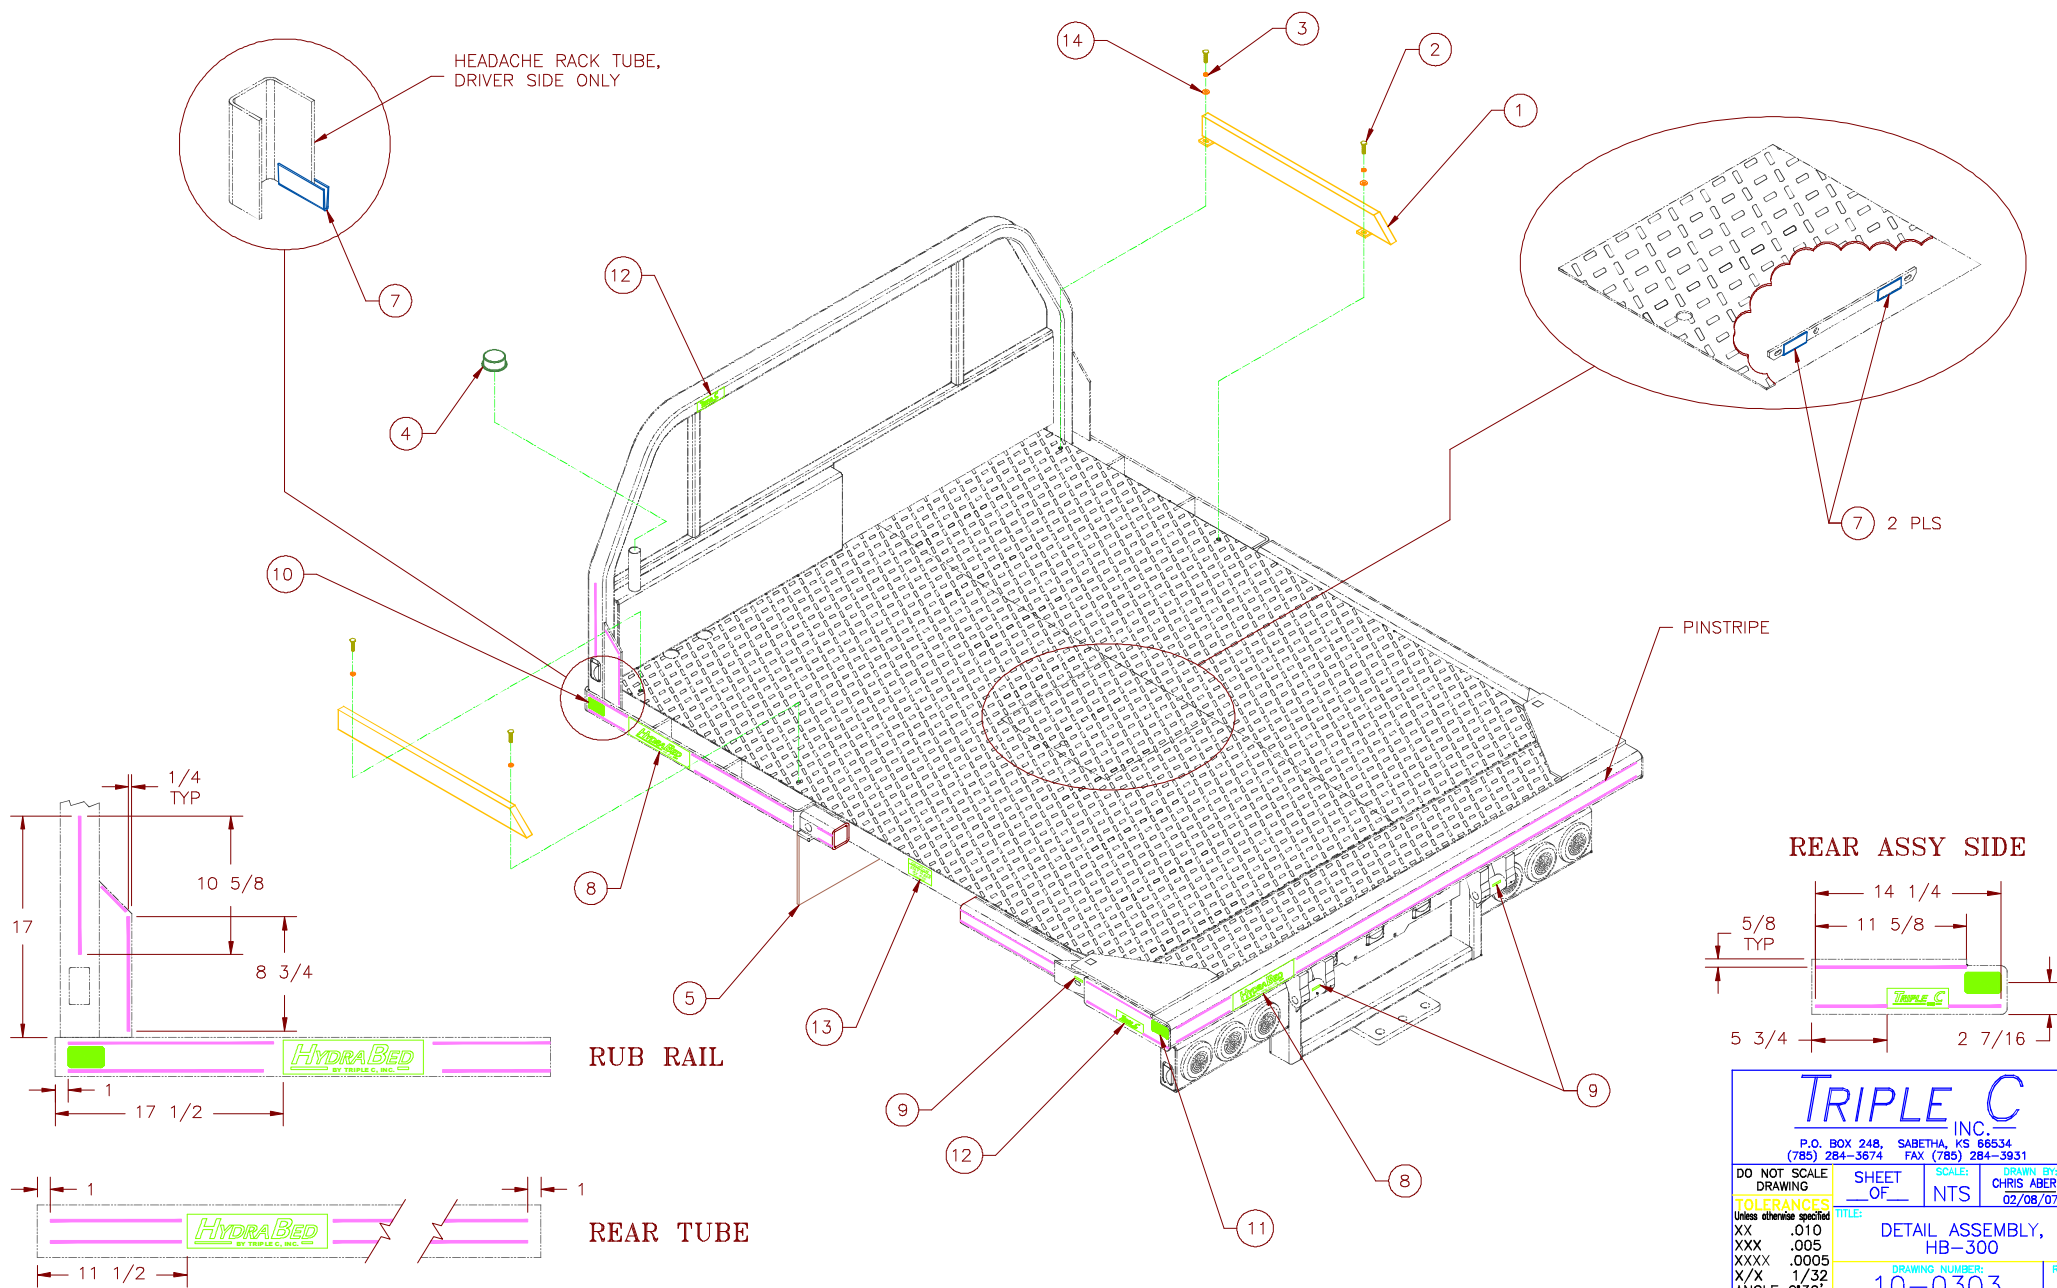 HEADACHE RACK TUBE,
DRIVER SIDE ONLY
7
14
3
2
1
12
4
7 2 PLS
10
PINSTRIPE
8
5
13
9
12
11
8
9
1/4
TYP
17
10 5/8
8 3/4
HYDRABED
BY TRIPLE C, INC.
RUB RAIL
1
17 1/2
1
1
HYDRABED
BY TRIPLE C, INC.
REAR TUBE
11 1/2
HYDRABED
HYDRABED
REAR ASSY SIDE
14 1/4
11 5/8
5/8
TYP
TRIPLE C
5 3/4
2 7/16
TRIPLE C
INC.
P.O. BOX 248, SABETHA, KS 66534
(785) 284-3674 FAX (785) 284-3931
DO NOT SCALE
DRAWING
SHEET
__OF__
SCALE:
NTS
DRAWN BY:
CHRIS ABER
02/08/07
TOLERANCES
Unless otherwise specified
XX .010
XXX .005
XXXX .0005
X/X 1/32
TITLE:
DETAIL ASSEMBLY,
HB-300
DRAWING NUMBER:
10-0303